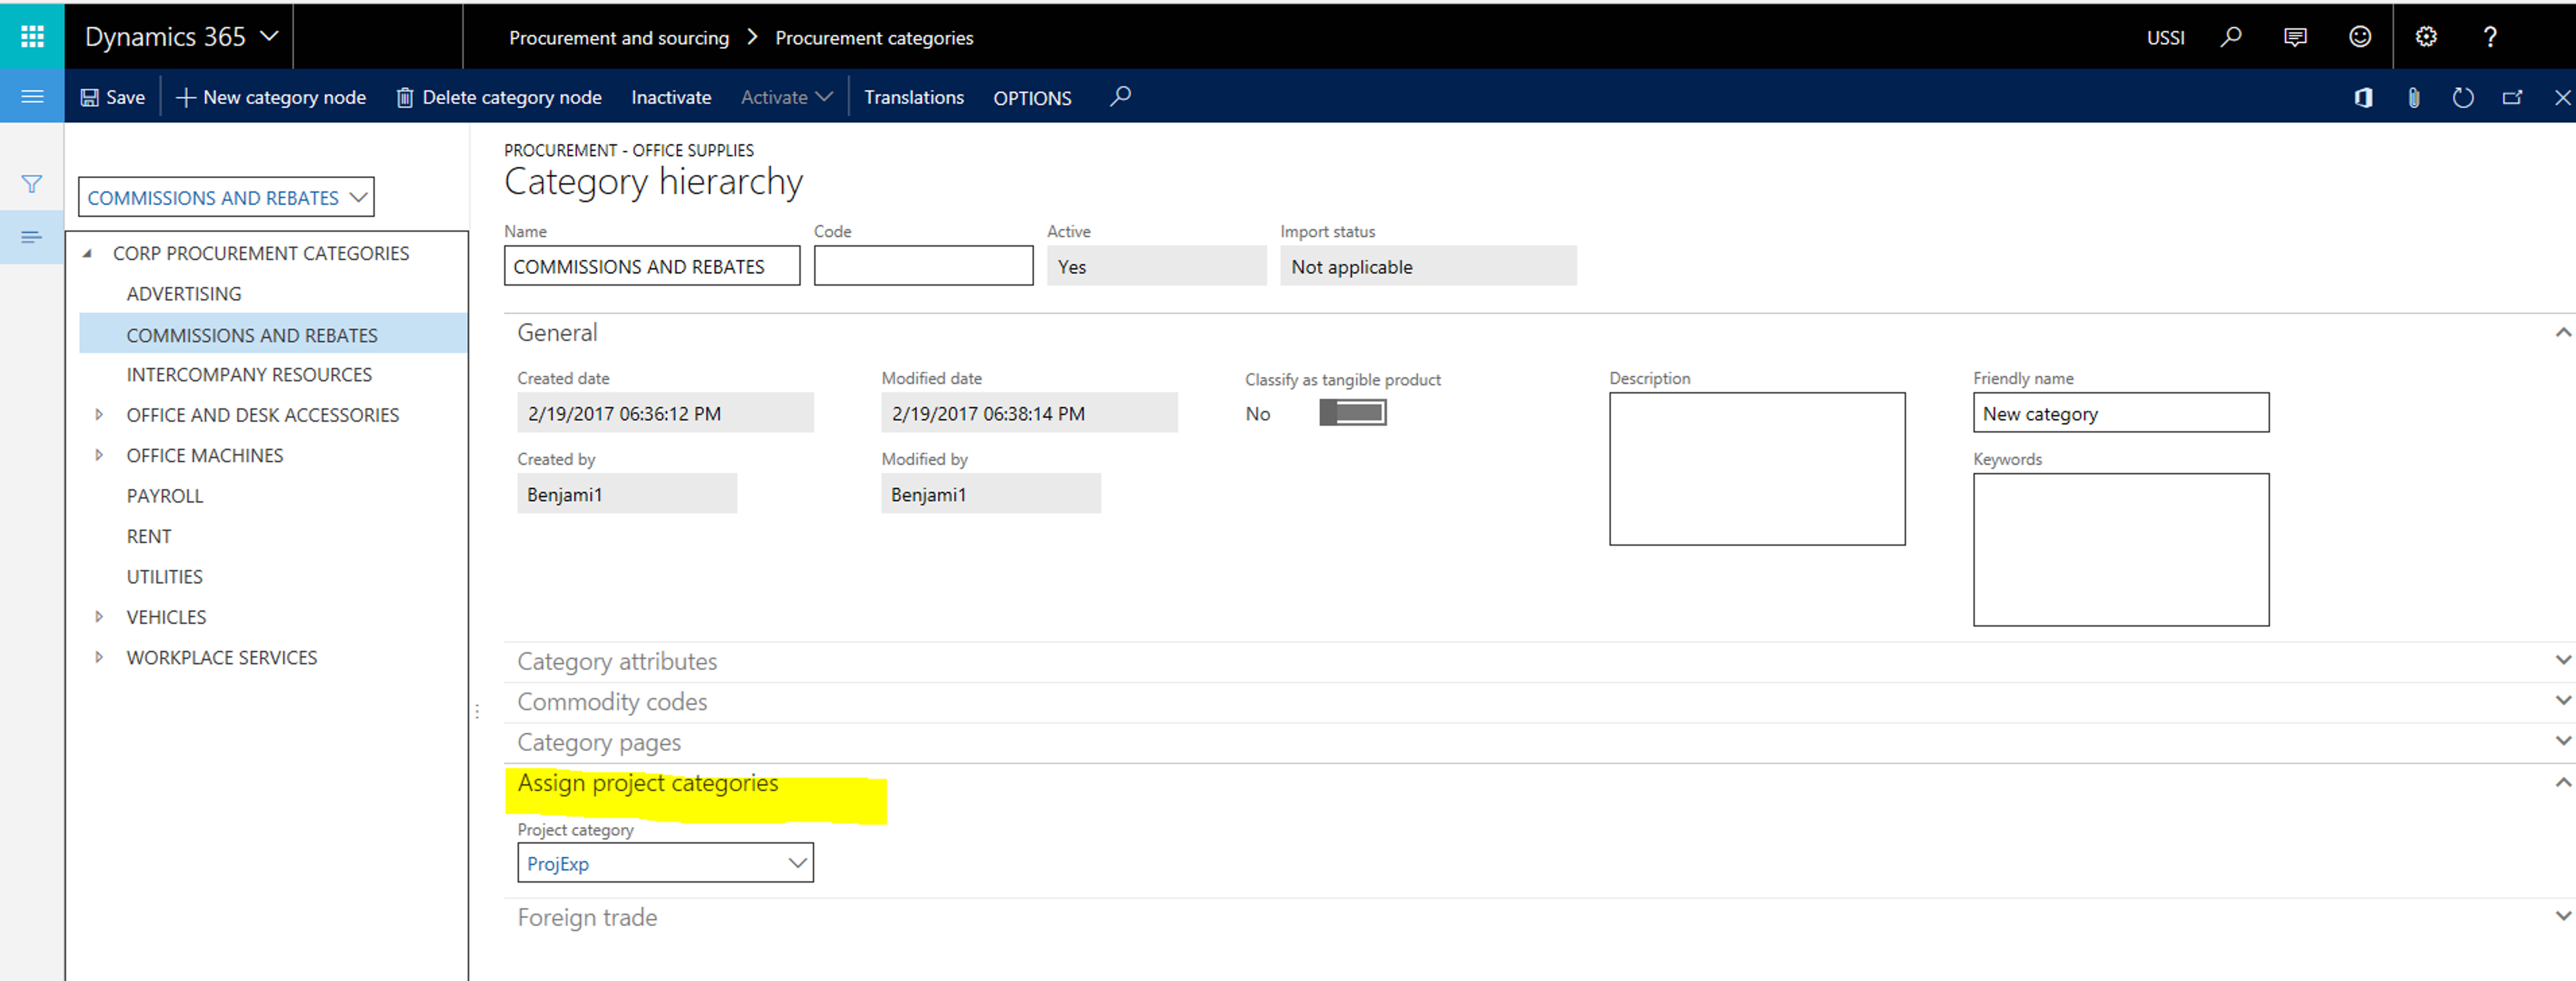 Dynamics 365
Procurement and sourcing > Procurement categories
USSI
Save
New category node
Delete category node
Inactivate
Activate
Translations
OPTIONS
COMMISSIONS AND REBATES
CORP PROCUREMENT CATEGORIES
ADVERTISING
COMMISSIONS AND REBATES
INTERCOMPANY RESOURCES
OFFICE AND DESK ACCESSORIES
OFFICE MACHINES
PAYROLL
RENT
UTILITIES
VEHICLES
WORKPLACE SERVICES
PROCUREMENT - OFFICE SUPPLIES
Category hierarchy
Name Code Active Import status
COMMISSIONS AND REBATES Yes Not applicable
General
Created date Modified date Classify as tangible product Description Friendly name
2/19/2017 06:36:12 PM 2/19/2017 06:38:14 PM No New category
Created by Modified by Keywords
Benjami1 Benjami1
Category attributes
Commodity codes
Category pages
Assign project categories
Project category
ProjExp
Foreign trade